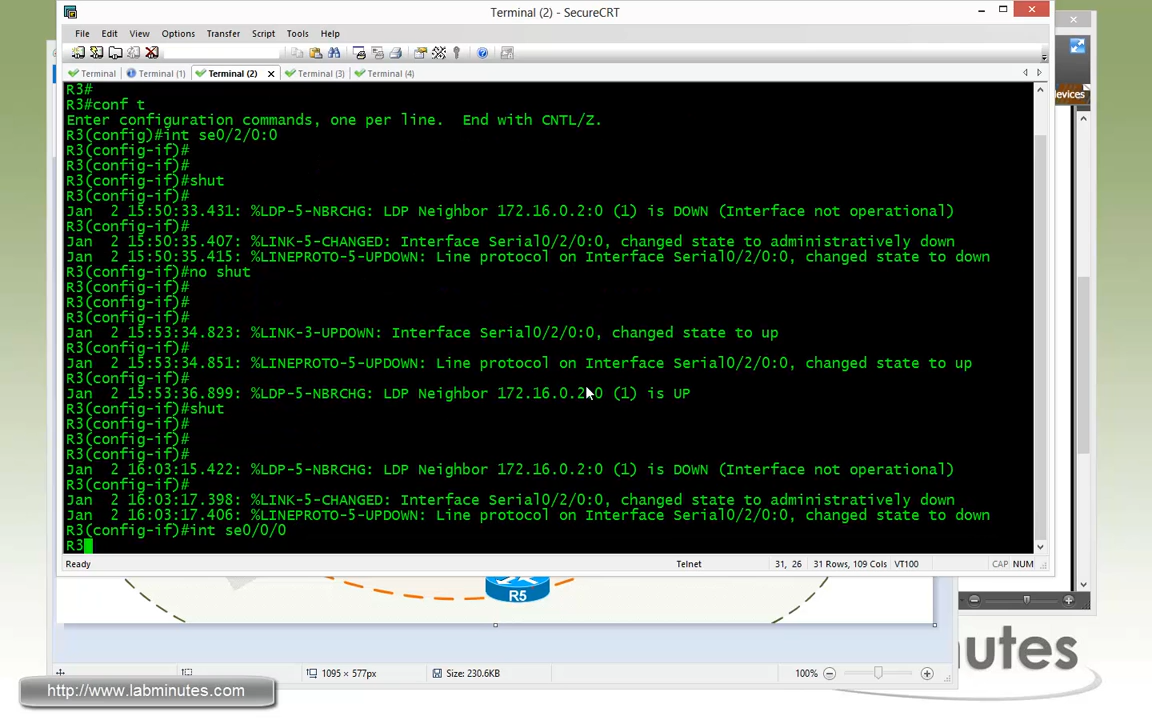 Terminal (2) - SecureCRT
File Edit View Options Transfer Script Tools Help
Terminal Terminal (1) Terminal (2) Terminal (3) Terminal (4)
R3#
R3#conf t
Enter configuration commands, one per line. End with CNTL/Z.
R3(config)#int se0/2/0:0
R3(config-if)#
R3(config-if)#
R3(config-if)#shut
R3(config-if)#
Jan 2 15:50:33.431: %LDP-5-NBRCHG: LDP Neighbor 172.16.0.2:0 (1) is DOWN (Interface not operational)
R3(config-if)#
Jan 2 15:50:35.407: %LINK-5-CHANGED: Interface Serial0/2/0:0, changed state to administratively down
Jan 2 15:50:35.415: %LINEPROTO-5-UPDOWN: Line protocol on Interface Serial0/2/0:0, changed state to down
R3(config-if)#no shut
R3(config-if)#
R3(config-if)#
R3(config-if)#
Jan 2 15:53:34.823: %LINK-3-UPDOWN: Interface Serial0/2/0:0, changed state to up
R3(config-if)#
Jan 2 15:53:34.851: %LINEPROTO-5-UPDOWN: Line protocol on Interface Serial0/2/0:0, changed state to up
R3(config-if)#
Jan 2 15:53:36.899: %LDP-5-NBRCHG: LDP Neighbor 172.16.0.2:0 (1) is UP
R3(config-if)#shut
R3(config-if)#
R3(config-if)#
R3(config-if)#
Jan 2 16:03:15.422: %LDP-5-NBRCHG: LDP Neighbor 172.16.0.2:0 (1) is DOWN (Interface not operational)
R3(config-if)#
Jan 2 16:03:17.398: %LINK-5-CHANGED: Interface Serial0/2/0:0, changed state to administratively down
Jan 2 16:03:17.406: %LINEPROTO-5-UPDOWN: Line protocol on Interface Serial0/2/0:0, changed state to down
R3(config-if)#int se0/0/0
R3
Ready Telnet 31, 26 31 Rows, 109 Cols VT100 CAP NUM
devices
R5
nutes
1095 × 577px Size: 230.6KB 100%
http://www.labminutes.com